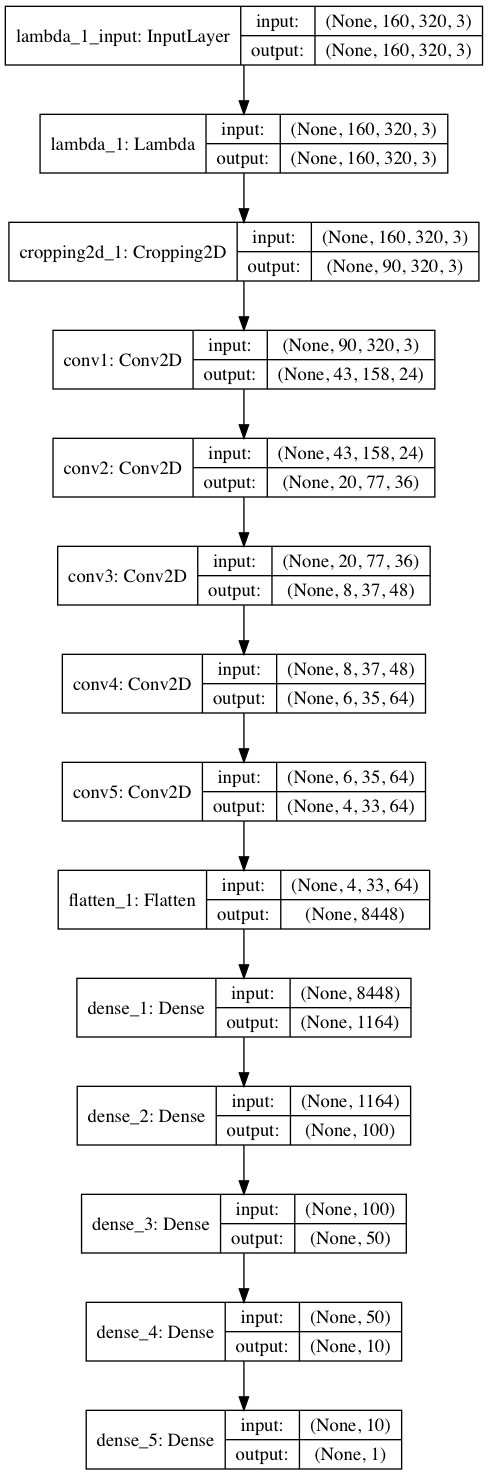 lambda_1_input: InputLayer
input: (None, 160, 320, 3)
output: (None, 160, 320, 3)
lambda_1: Lambda
input: (None, 160, 320, 3)
output: (None, 160, 320, 3)
cropping2d_1: Cropping2D
input: (None, 160, 320, 3)
output: (None, 90, 320, 3)
conv1: Conv2D
input: (None, 90, 320, 3)
output: (None, 43, 158, 24)
conv2: Conv2D
input: (None, 43, 158, 24)
output: (None, 20, 77, 36)
conv3: Conv2D
input: (None, 20, 77, 36)
output: (None, 8, 37, 48)
conv4: Conv2D
input: (None, 8, 37, 48)
output: (None, 6, 35, 64)
conv5: Conv2D
input: (None, 6, 35, 64)
output: (None, 4, 33, 64)
flatten_1: Flatten
input: (None, 4, 33, 64)
output: (None, 8448)
dense_1: Dense
input: (None, 8448)
output: (None, 1164)
dense_2: Dense
input: (None, 1164)
output: (None, 100)
dense_3: Dense
input: (None, 100)
output: (None, 50)
dense_4: Dense
input: (None, 50)
output: (None, 10)
dense_5: Dense
input: (None, 10)
output: (None, 1)